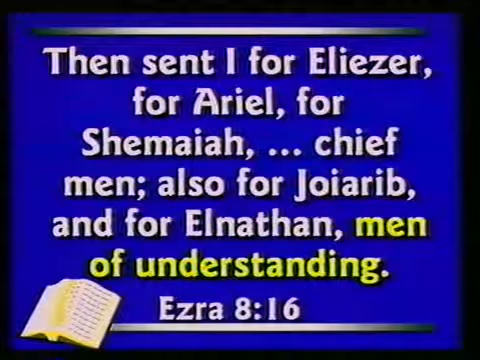 Then sent I for Eliezer,
for Ariel, for
Shemaiah, ... chief
men; also for Joiarib,
and for Elnathan, men
of understanding.
Ezra 8:16